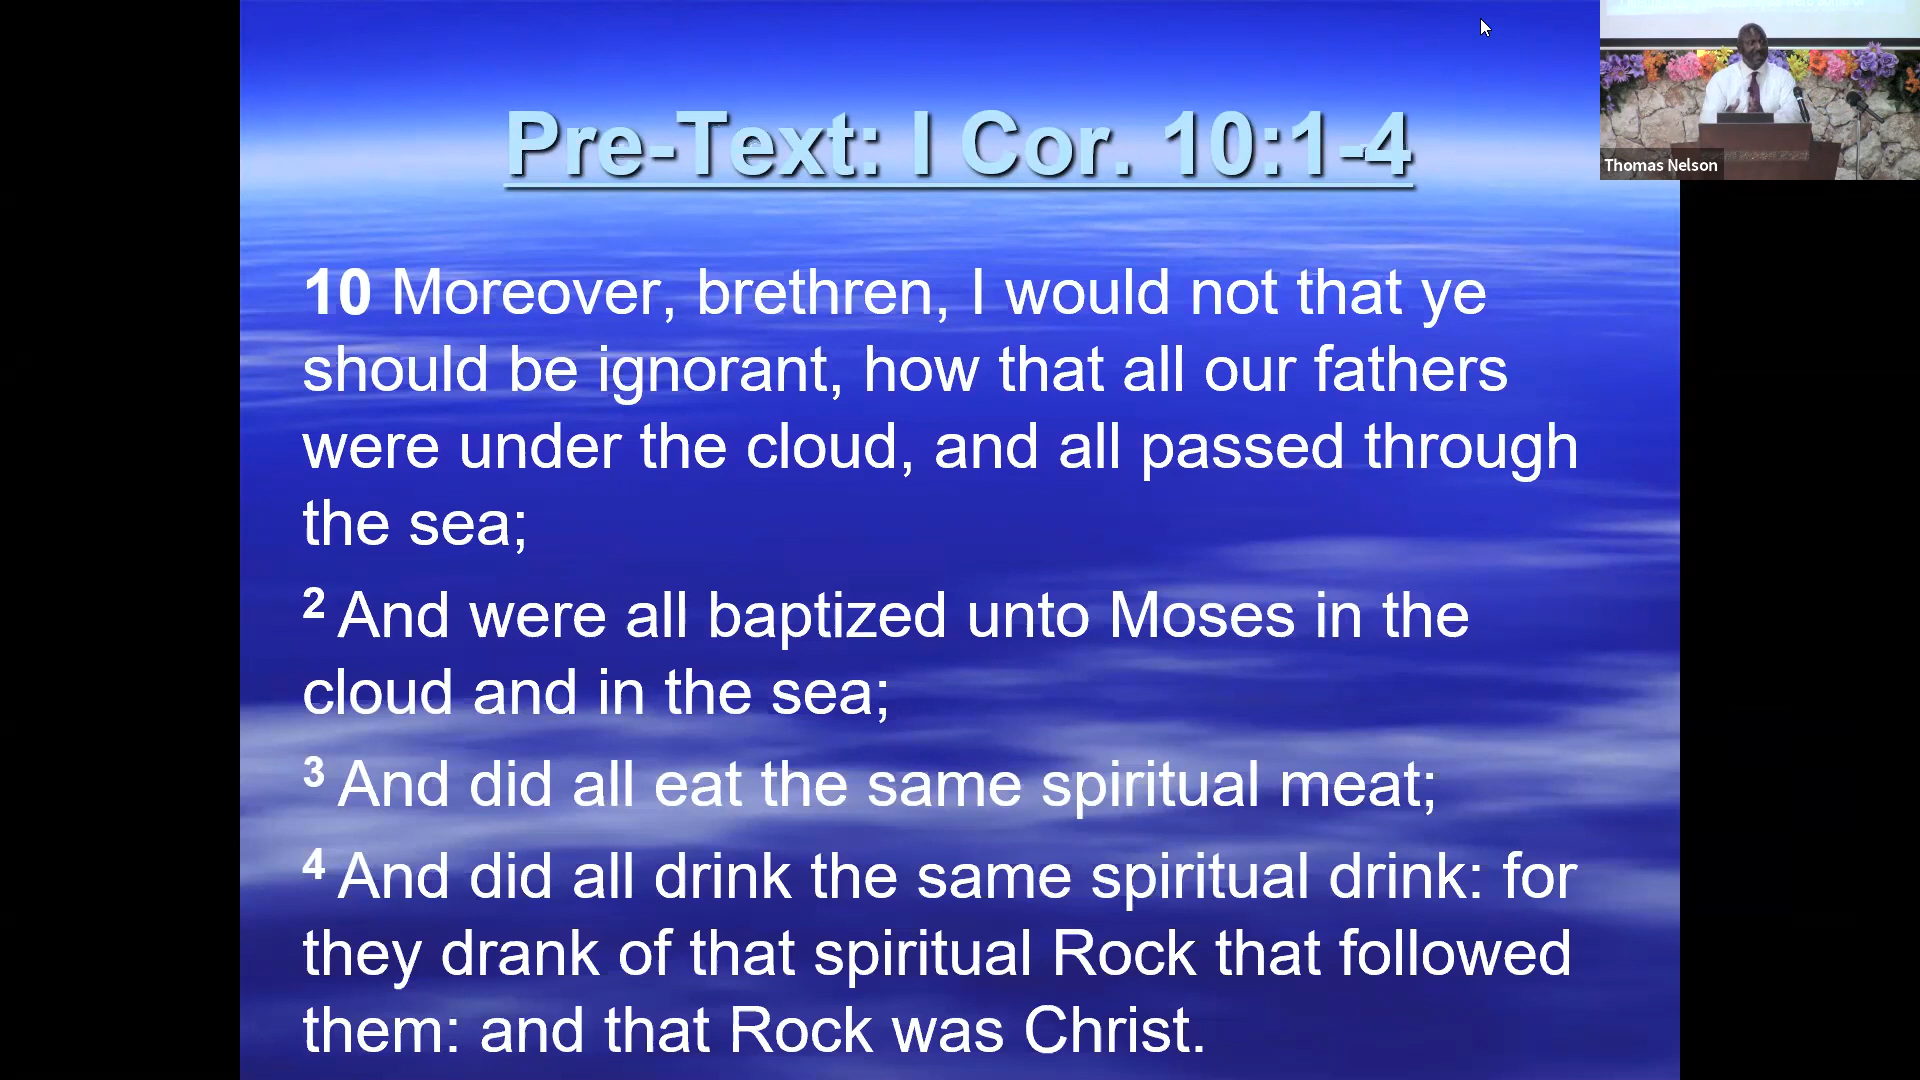 Pre-Text: I Cor. 10:1-4
Thomas Nelson
10 Moreover, brethren, I would not that ye
should be ignorant, how that all our fathers
were under the cloud, and all passed through
the sea;
2 And were all baptized unto Moses in the
cloud and in the sea;
3 And did all eat the same spiritual meat;
4 And did all drink the same spiritual drink: for
they drank of that spiritual Rock that followed
them: and that Rock was Christ.